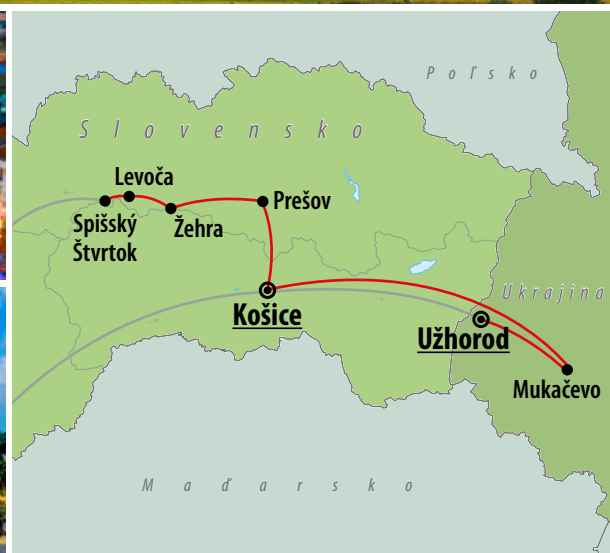 Poľsko
Slovensko
Levoča
Spišský
Štvrtok
Žehra
Prešov
Ukrajina
Košice
Užhorod
Mukačevo
Maďarsko